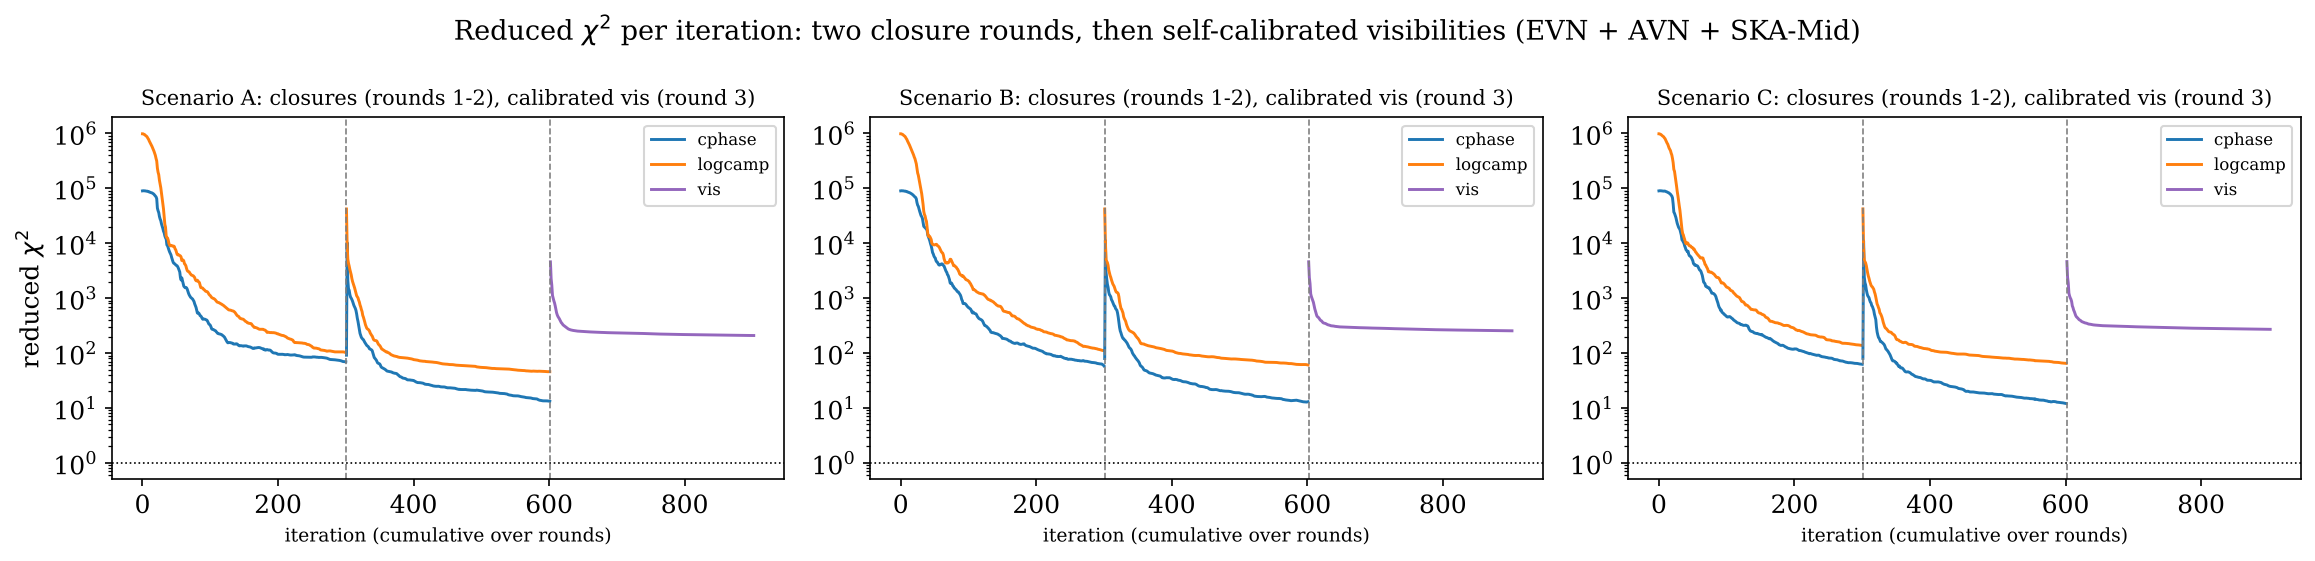 Reduced χ² per iteration: two closure rounds, then self-calibrated visibilities (EVN + AVN + SKA-Mid)
Scenario A: closures (rounds 1-2), calibrated vis (round 3)
reduced χ²
10⁶
10⁵
10⁴
10³
10²
10¹
10⁰
cphase
logcamp
vis
0 200 400 600 800
iteration (cumulative over rounds)
Scenario B: closures (rounds 1-2), calibrated vis (round 3)
10⁶
10⁵
10⁴
10³
10²
10¹
10⁰
cphase
logcamp
vis
0 200 400 600 800
iteration (cumulative over rounds)
Scenario C: closures (rounds 1-2), calibrated vis (round 3)
10⁶
10⁵
10⁴
10³
10²
10¹
10⁰
cphase
logcamp
vis
0 200 400 600 800
iteration (cumulative over rounds)